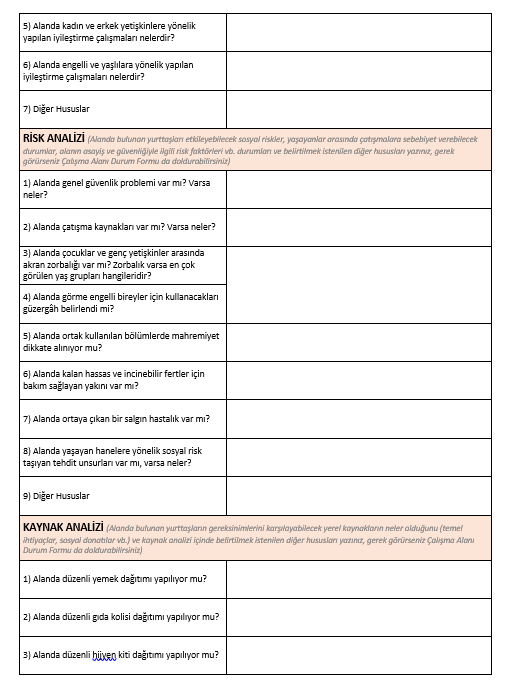 5) Alanda kadın ve erkek yetişkinlere yönelik
yapılan iyileştirme çalışmaları nelerdir?
6) Alanda engelli ve yaşlılara yönelik yapılan
iyileştirme çalışmaları nelerdir?
7) Diğer Hususlar
RİSK ANALİZİ (Alanda bulunan yurttaşları etkileyebilecek sosyal riskler, yaşayanlar arasında çatışmalara sebebiyet verebilecek
durumlar, alanın asayiş ve güvenliğiyle ilgili risk faktörleri vb. durumları ve belirtilmek istenilen diğer hususları yazınız, gerek
görürseniz Çalışma Alanı Durum Formu da doldurabilirsiniz)
1) Alanda genel güvenlik problemi var mı? Varsa
neler?
2) Alanda çatışma kaynakları var mı? Varsa neler?
3) Alanda çocuklar ve genç yetişkinler arasında
akran zorbalığı var mı? Zorbalık varsa en çok
görülen yaş grupları hangileridir?
4) Alanda görme engelli bireyler için kullanacakları
güzergâh belirlendi mi?
5) Alanda ortak kullanılan bölümlerde mahremiyet
dikkate alınıyor mu?
6) Alanda kalan hassas ve incinebilir fertler için
bakım sağlayan yakını var mı?
7) Alanda ortaya çıkan bir salgın hastalık var mı?
8) Alanda yaşayan hanelere yönelik sosyal risk
taşıyan tehdit unsurları var mı, varsa neler?
9) Diğer Hususlar
KAYNAK ANALİZİ (Alanda bulunan yurttaşların gereksinimlerini karşılayabilecek yerel kaynakların neler olduğunu (temel
ihtiyaçlar, sosyal donatılar vb.) ve kaynak analizi içinde belirtilmek istenilen diğer hususları yazınız, gerek görürseniz Çalışma Alanı
Durum Formu da doldurabilirsiniz)
1) Alanda düzenli yemek dağıtımı yapılıyor mu?
2) Alanda düzenli gıda kolisi dağıtımı yapılıyor mu?
3) Alanda düzenli hijyen kiti dağıtımı yapılıyor mu?